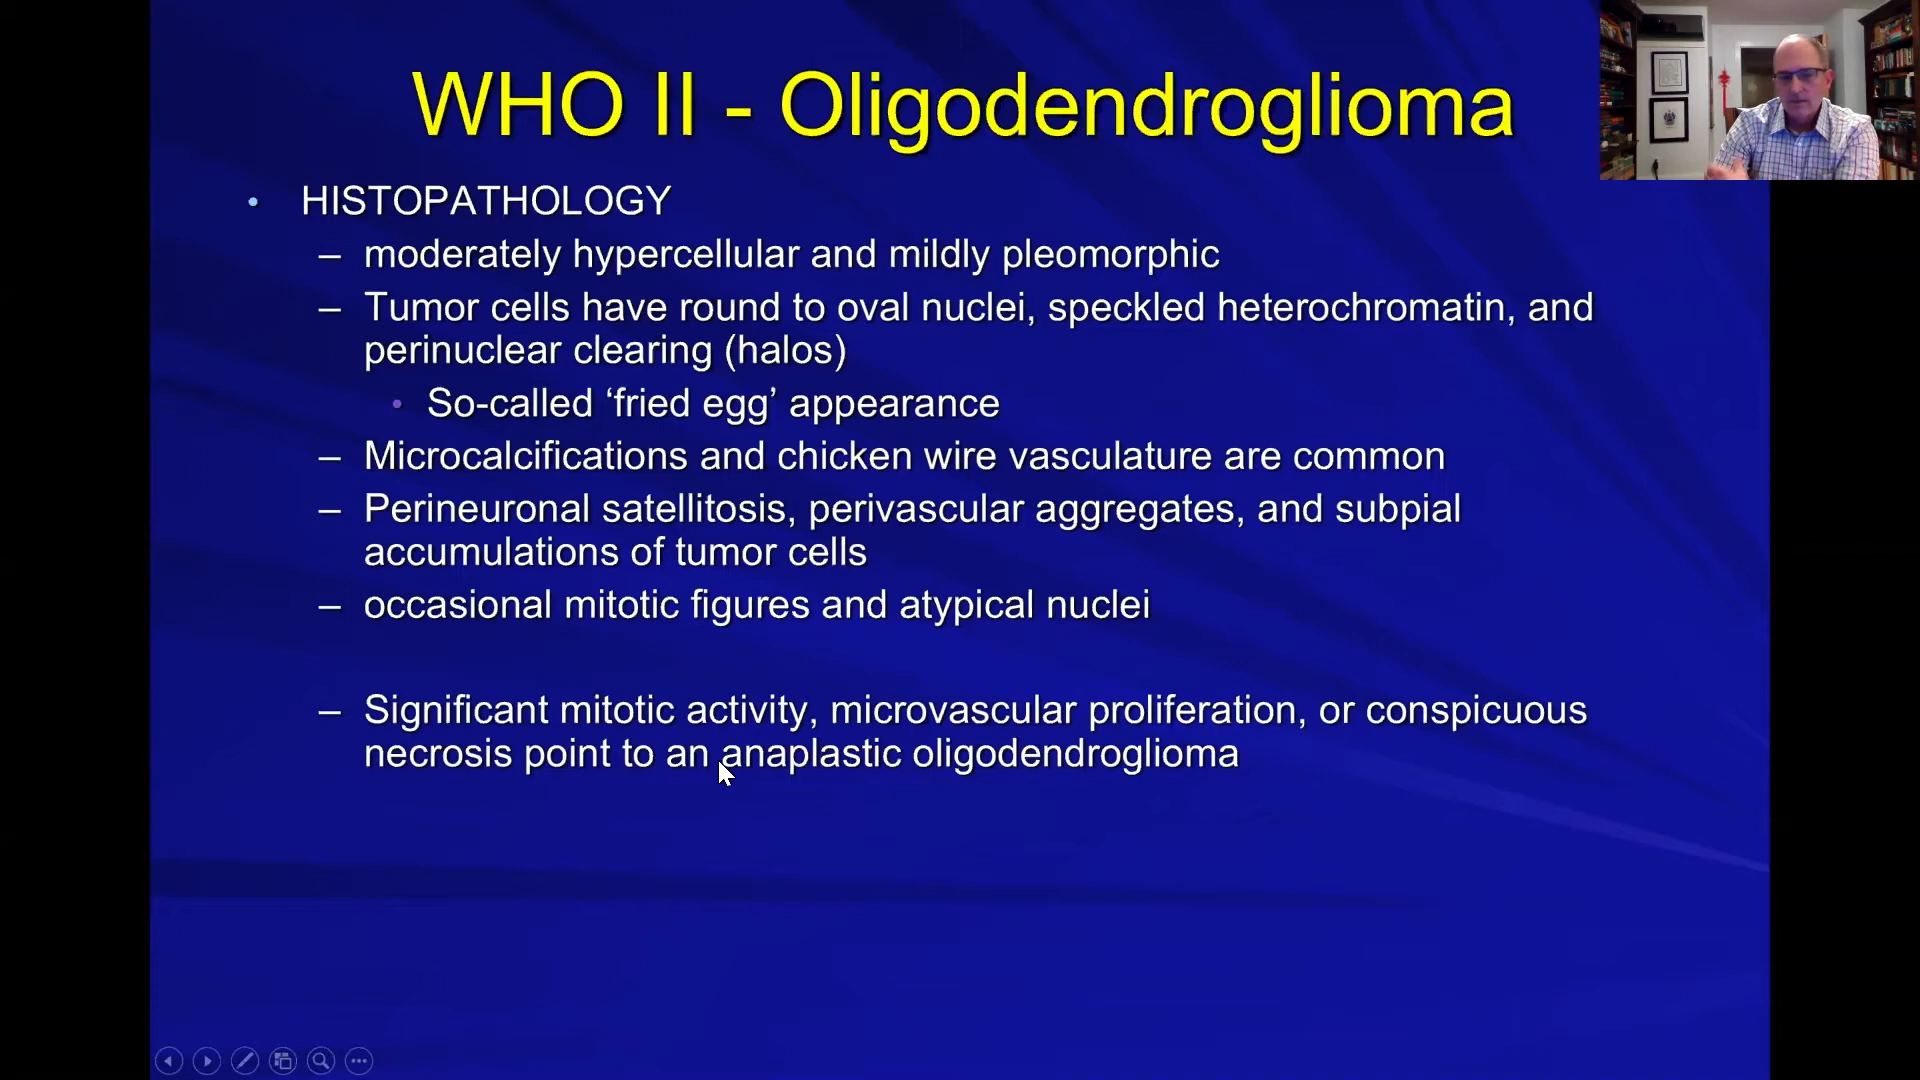 WHO II - Oligodendroglioma
• HISTOPATHOLOGY
– moderately hypercellular and mildly pleomorphic
– Tumor cells have round to oval nuclei, speckled heterochromatin, and
perinuclear clearing (halos)
• So-called ‘fried egg’ appearance
– Microcalcifications and chicken wire vasculature are common
– Perineuronal satellitosis, perivascular aggregates, and subpial
accumulations of tumor cells
– occasional mitotic figures and atypical nuclei
– Significant mitotic activity, microvascular proliferation, or conspicuous
necrosis point to an anaplastic oligodendroglioma